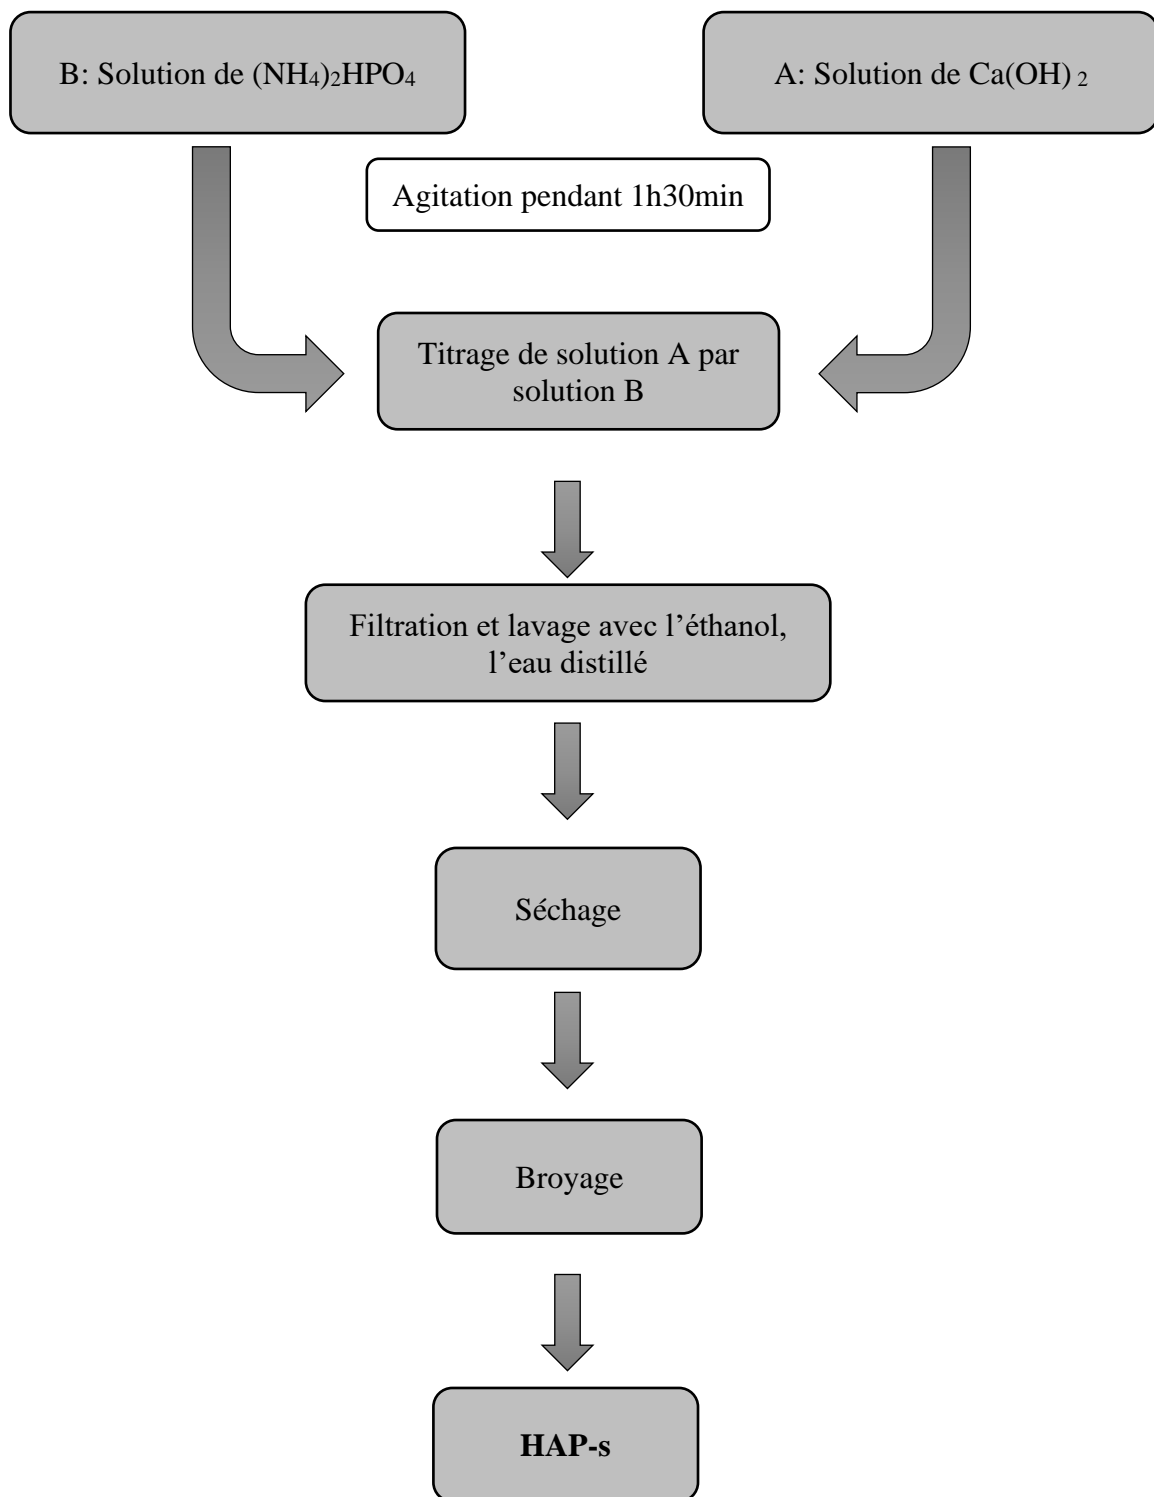 B: Solution de (NH4)2HPO4
A: Solution de Ca(OH) 2
Agitation pendant 1h30min
Titrage de solution A par
solution B
Filtration et lavage avec l’éthanol,
l’eau distillé
Séchage
Broyage
HAP-s